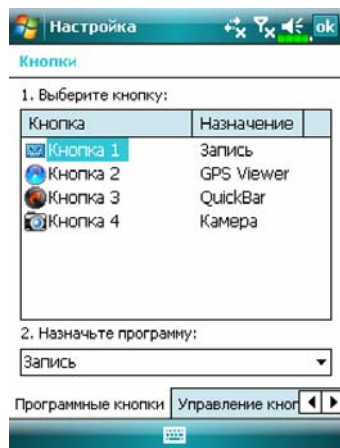 Настройка ok
Кнопки
1. Выберите кнопку:
Кнопка Назначение
Кнопка 1 Запись
Кнопка 2 GPS Viewer
Кнопка 3 QuickBar
Кнопка 4 Камера
2. Назначьте программу:
Запись
Программные кнопки Управление кног